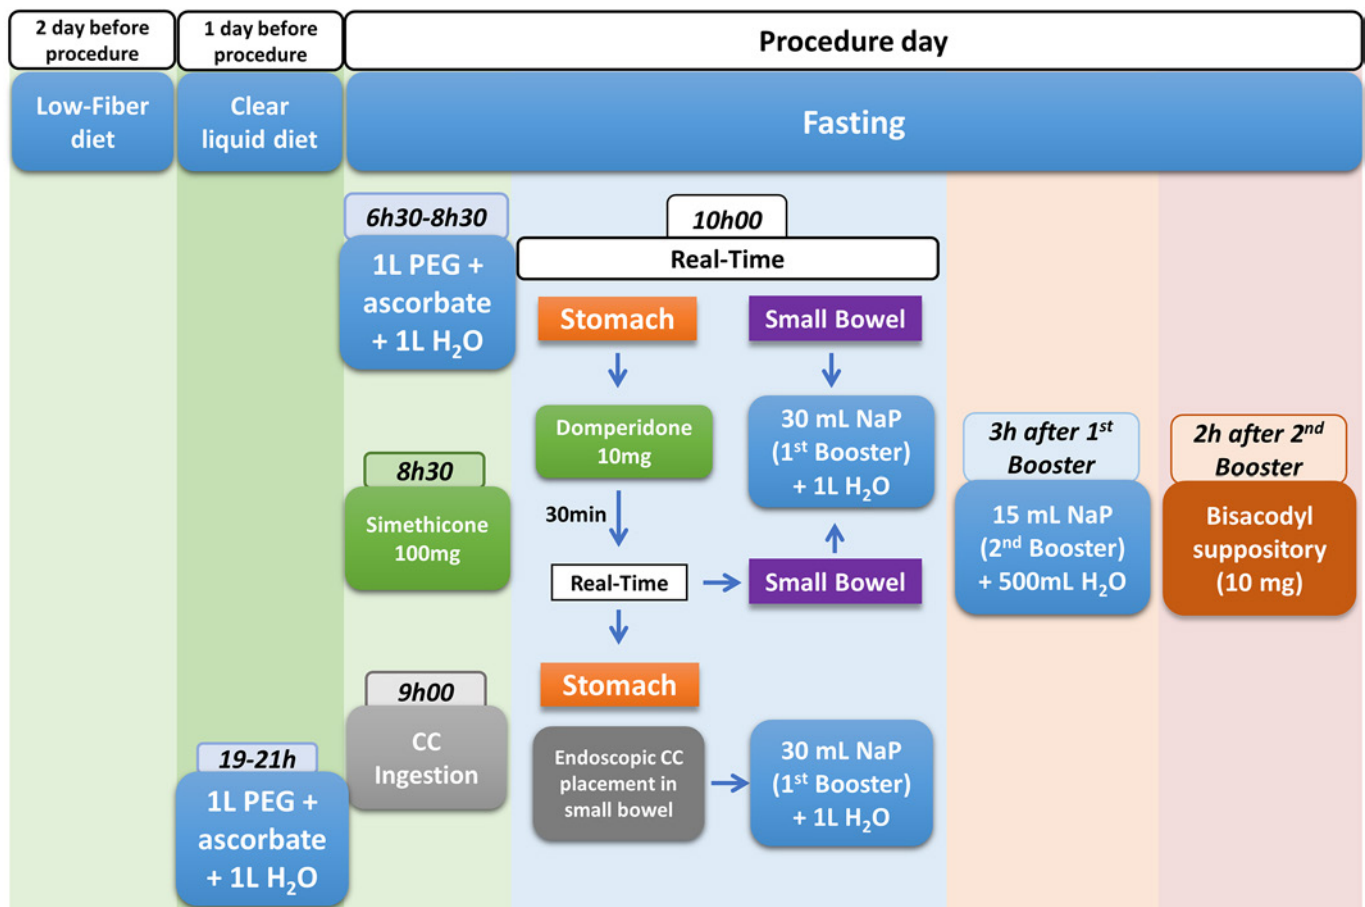 2 day before
procedure
1 day before
procedure
Procedure day
Low-Fiber
diet
Clear
liquid diet
Fasting
19-21h
1L PEG +
ascorbate
+ 1L H₂O
6h30-8h30
1L PEG +
ascorbate
+ 1L H₂O
8h30
Simethicone
100mg
9h00
CC
Ingestion
10h00
Real-Time
Stomach
Domperidone
10mg
30min
Real-Time
Stomach
Endoscopic CC
placement in
small bowel
Small Bowel
30 mL NaP
(1st Booster)
+ 1L H₂O
Small Bowel
30 mL NaP
(1st Booster)
+ 1L H₂O
3h after 1st
Booster
15 mL NaP
(2nd Booster)
+ 500mL H₂O
2h after 2nd
Booster
Bisacodyl
suppository
(10 mg)